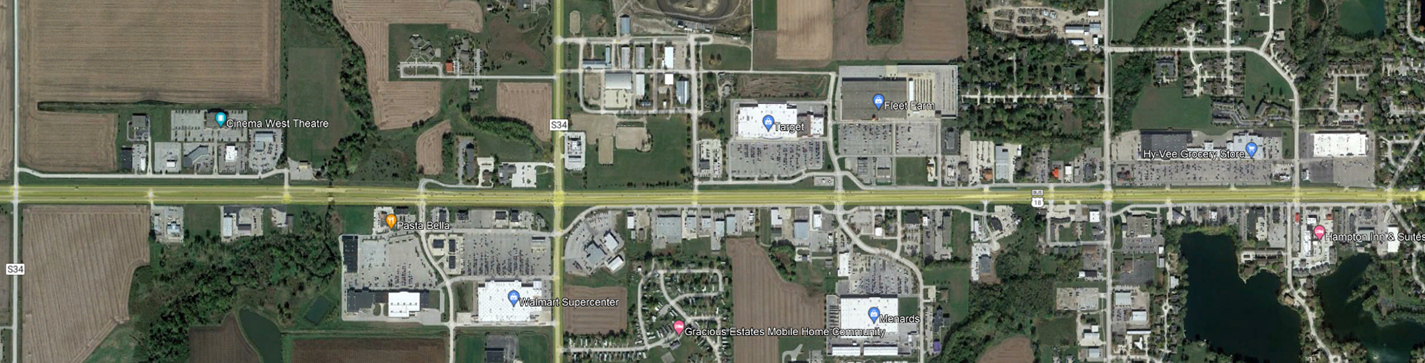 Cinema West Theatre
S34
Target
Fleet Farm
Hy-Vee Grocery Store
BUS
18
Pasta Bella
Hampton Inn & Suites
S34
Walmart Supercenter
Menards
Gracious Estates Mobile Home Community